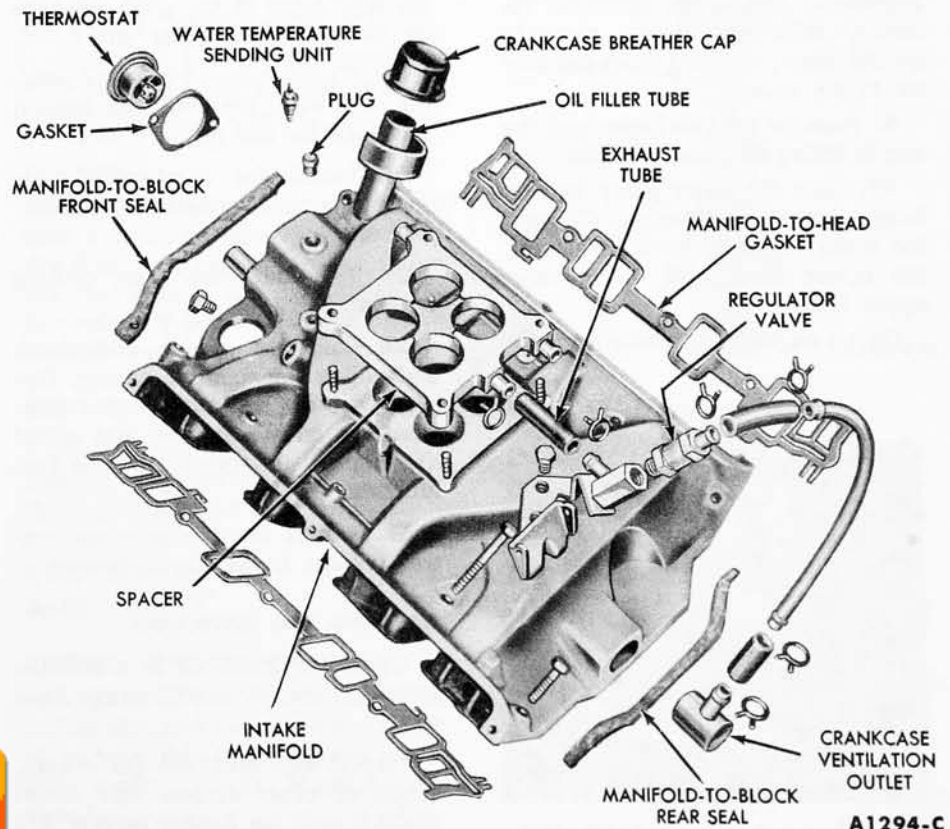 THERMOSTAT
WATER TEMPERATURE
SENDING UNIT
CRANKCASE BREATHER CAP
PLUG
OIL FILLER TUBE
GASKET
EXHAUST
TUBE
MANIFOLD-TO-BLOCK
FRONT SEAL
MANIFOLD-TO-HEAD
GASKET
REGULATOR
VALVE
SPACER
INTAKE
MANIFOLD
CRANKCASE
VENTILATION
OUTLET
MANIFOLD-TO-BLOCK
REAR SEAL
A1294-C